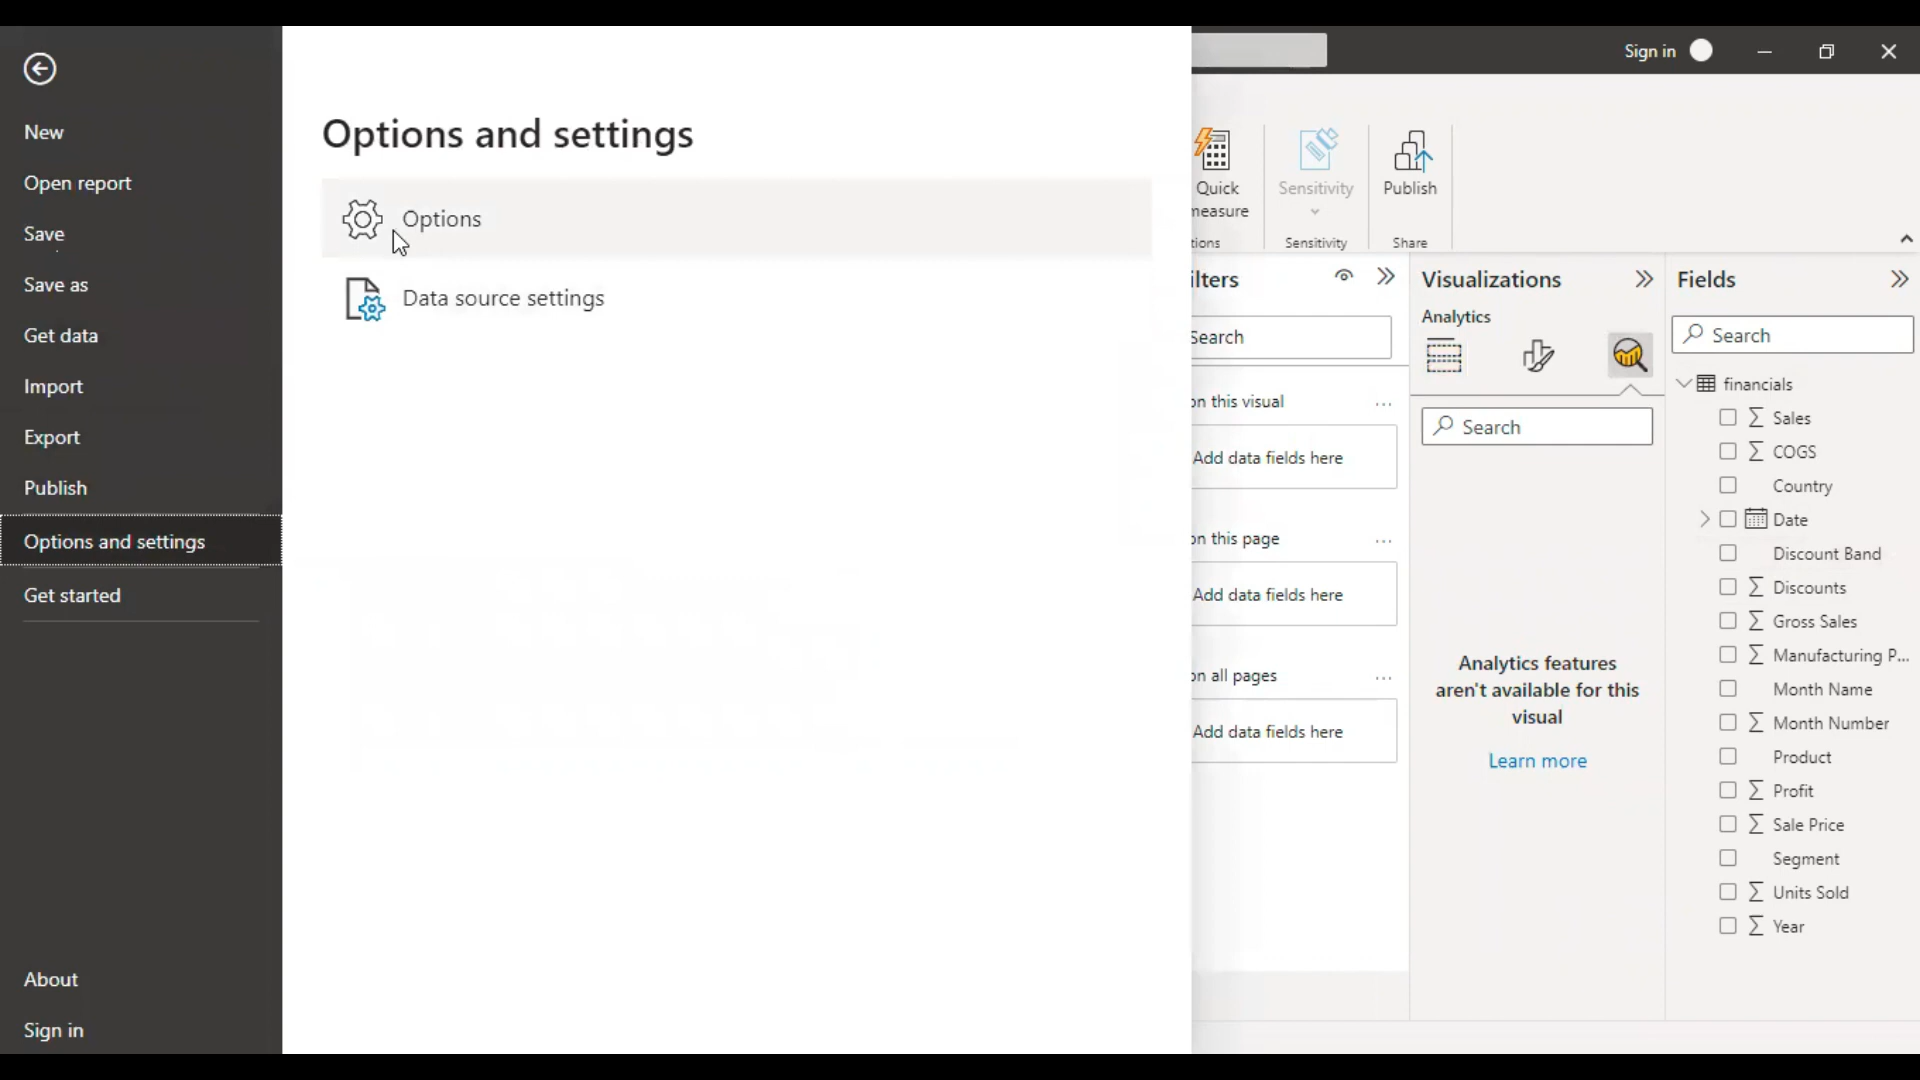 New
Open report
Save
Save as
Get data
Import
Export
Publish
Options and settings
Get started
About
Sign in
Options and settings
Options
Data source settings
Sign in
Quick
measure
Sensitivity
Publish
Sensitivity
Share
Search
on this visual
...
Add data fields here
on this page
...
Add data fields here
on all pages
...
Add data fields here
Visualizations
Analytics
Search
Analytics features
aren't available for this
visual
Learn more
Fields
Search
financials
Sales
COGS
Country
Date
Discount Band
Discounts
Gross Sales
Manufacturing P...
Month Name
Month Number
Product
Profit
Sale Price
Segment
Units Sold
Year